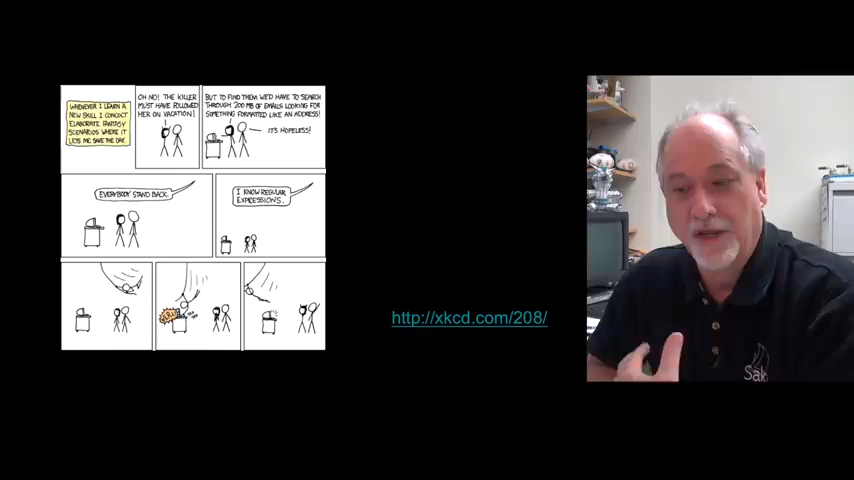 WHENEVER I LEARN A
NEW SKILL I CONCOCT
ELABORATE FANTASY
SCENARIOS WHERE IT
LETS ME SAVE THE DAY.
OH NO! THE KILLER
MUST HAVE FOLLOWED
HER ON VACATION!
BUT TO FIND THEM WE'D HAVE TO SEARCH
THROUGH 200 MB OF EMAILS LOOKING FOR
SOMETHING FORMATTED LIKE AN ADDRESS!
IT'S HOPELESS!
EVERYBODY STAND BACK.
I KNOW REGULAR
EXPRESSIONS.
PERL!
http://xkcd.com/208/
Sak